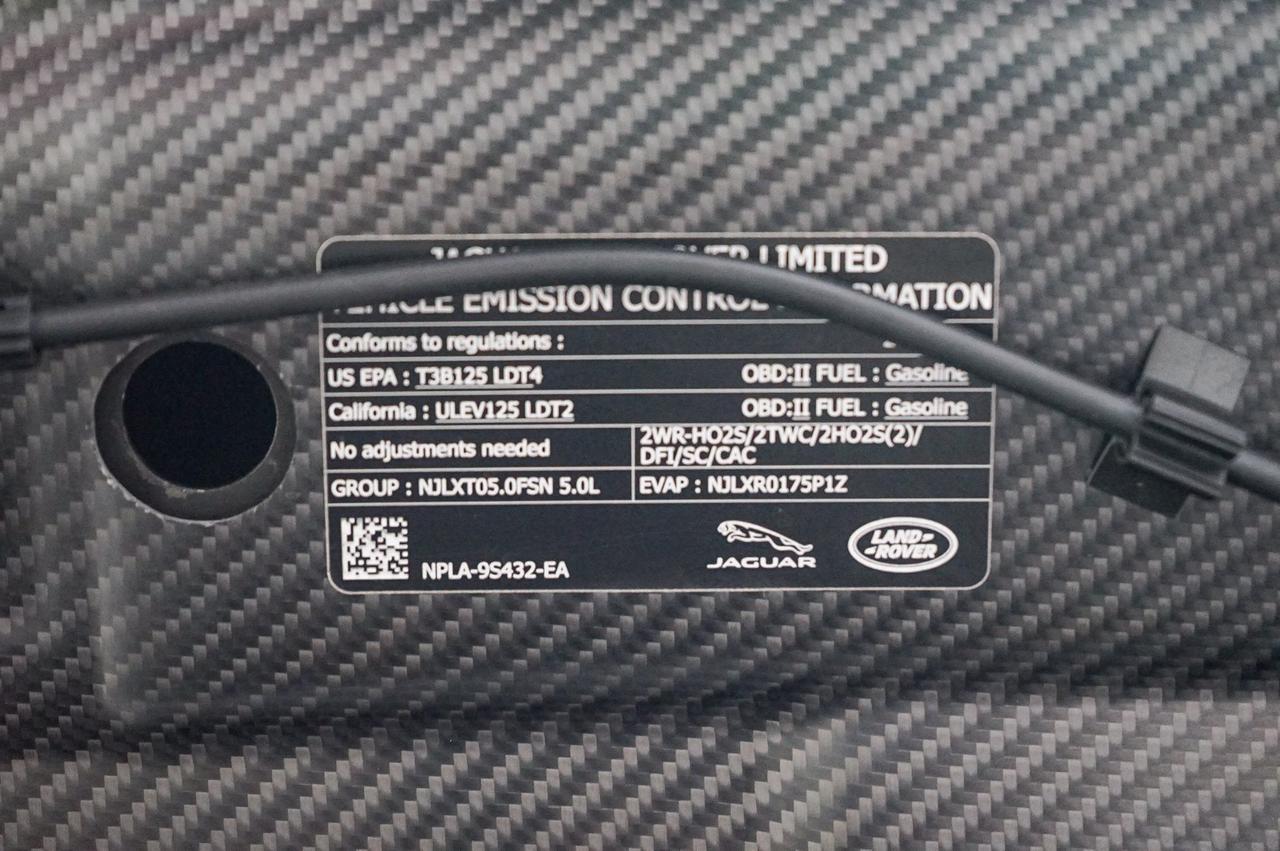 LIMITED
EMISSION CONTROL
Conforms to regulations :
US EPA : T3B125 LDT4 OBD:II FUEL : Gasoline
California : ULEV125 LDT2 OBD:II FUEL : Gasoline
No adjustments needed
2WR-HO2S/2TWC/2HO2S(2)/
DFI/SC/CAC
GROUP : NJLXT05.0FSN 5.0L
EVAP : NJLXR0175P1Z
NPLA-9S432-EA
JAGUAR
LAND-
-ROVER